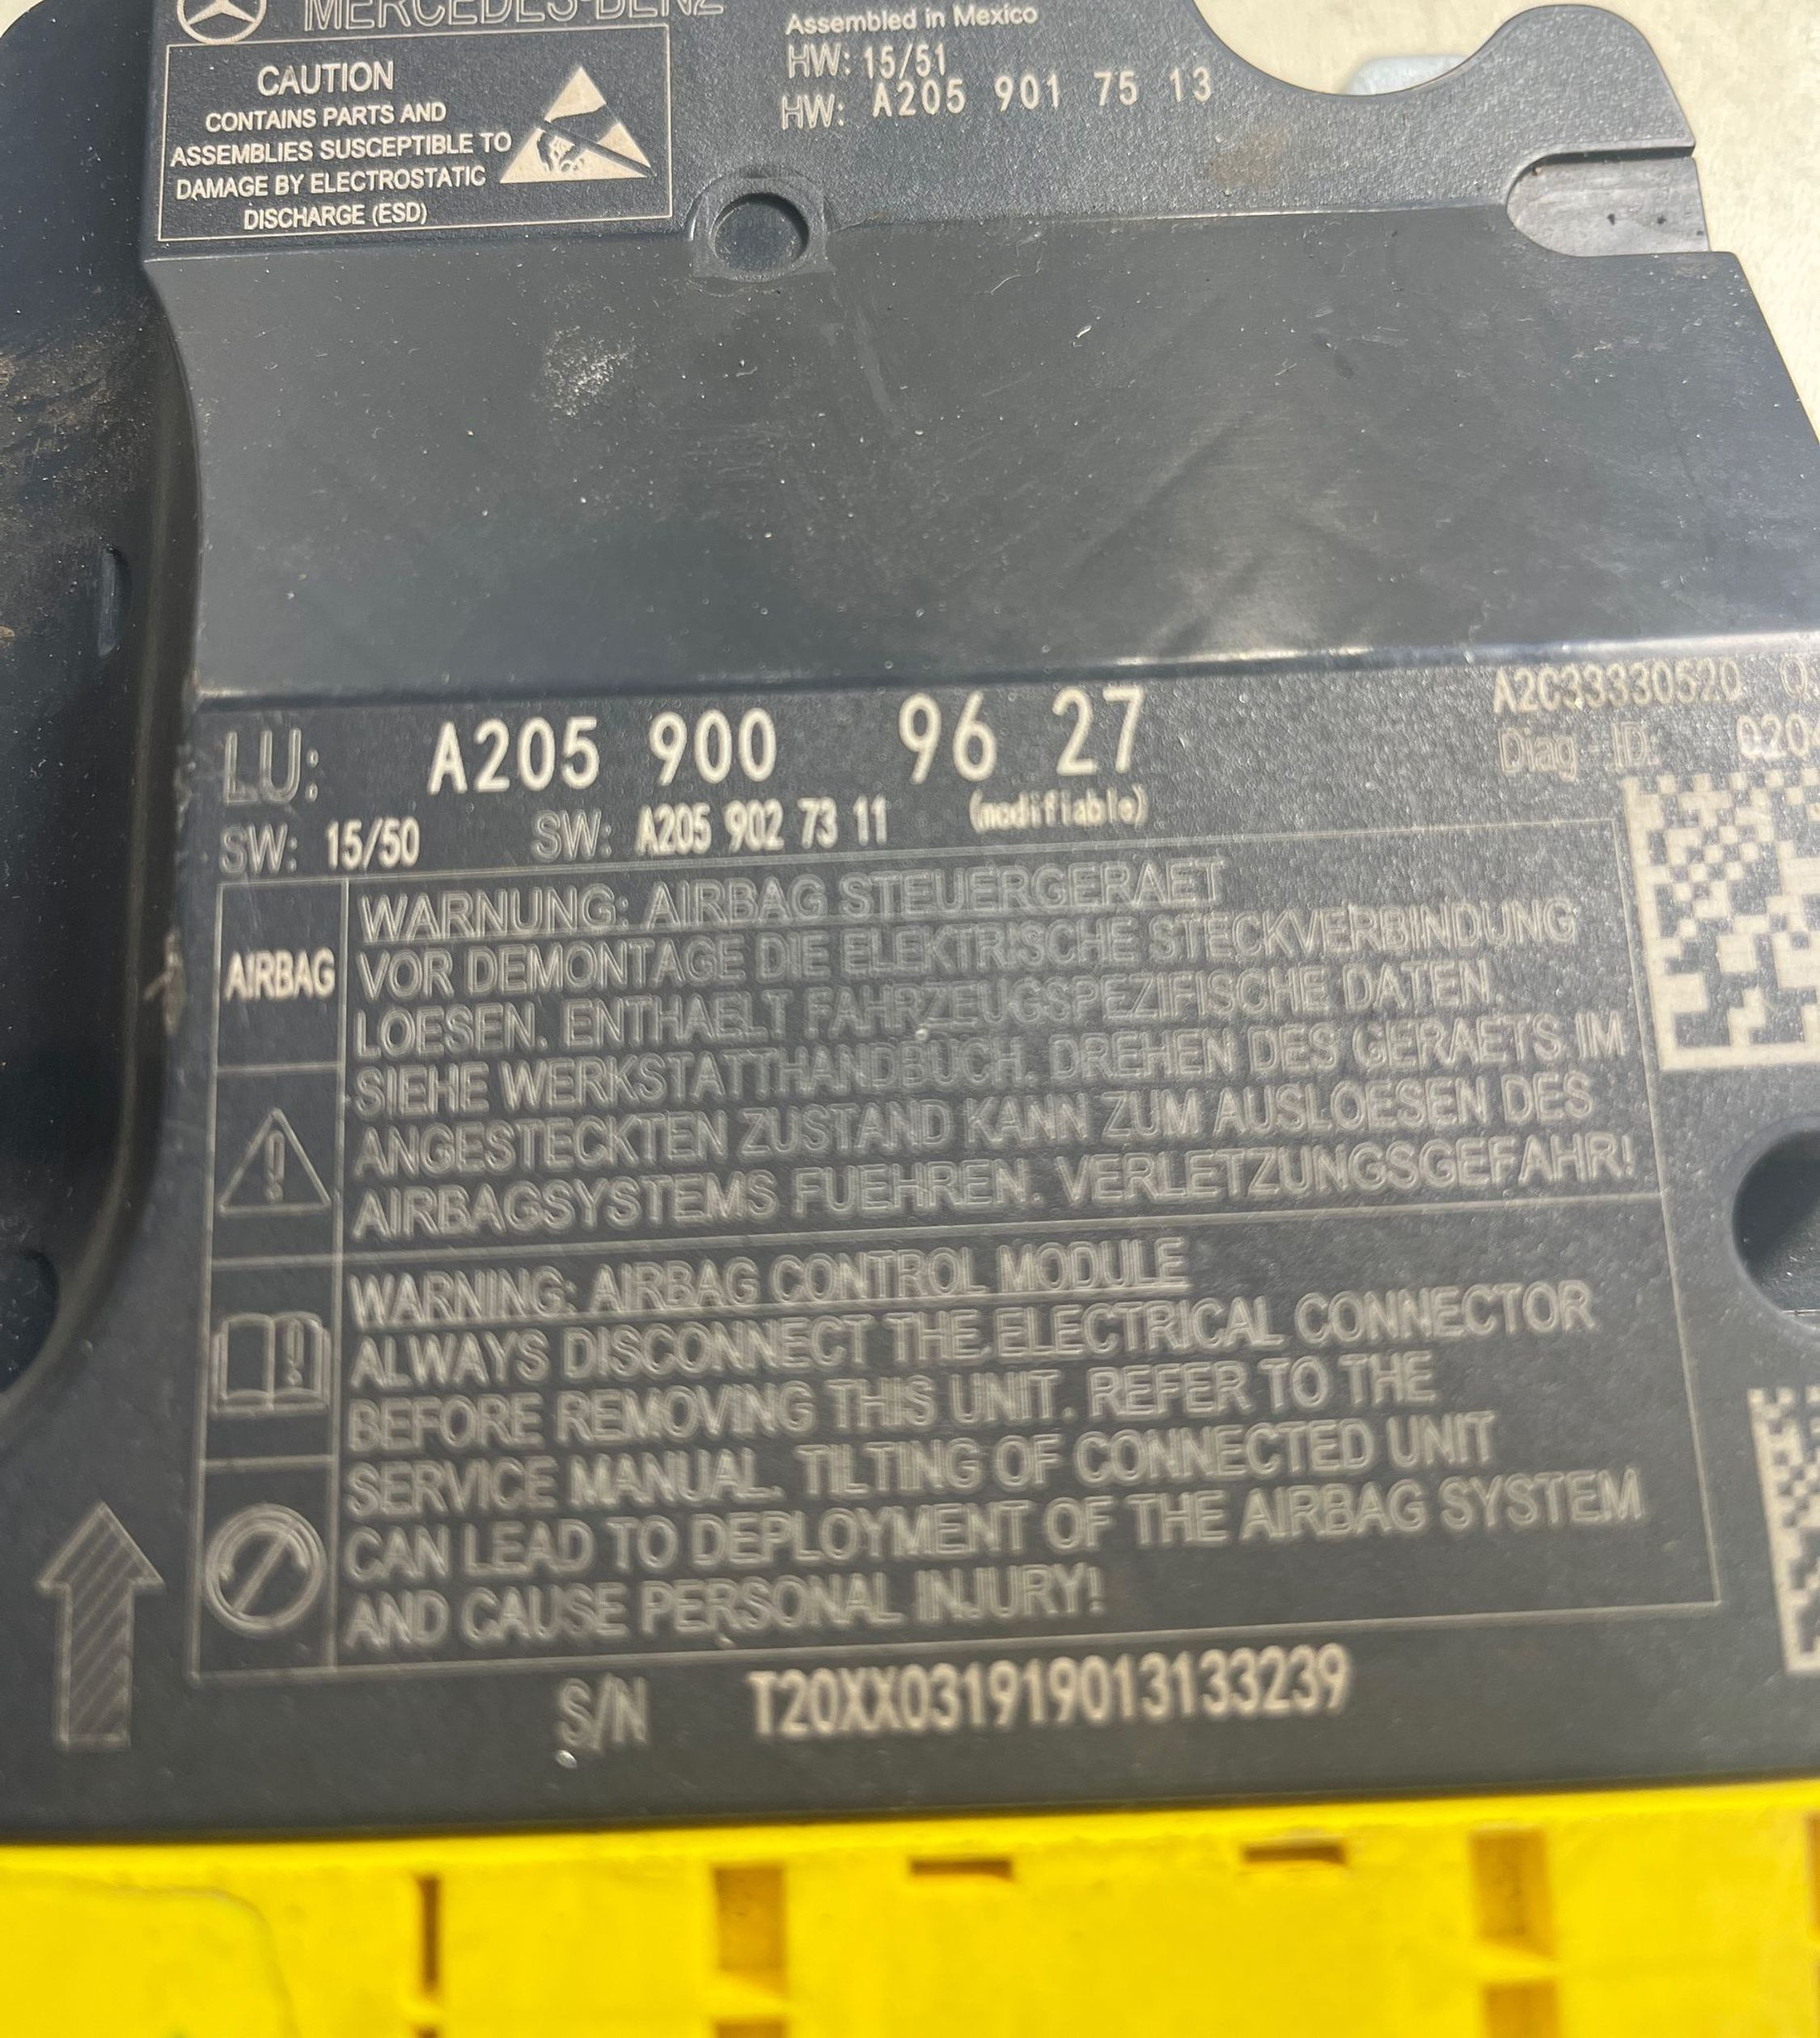 MERCEDES-BENZ
Assembled in Mexico
HW: 15/51
HW: A205 901 75 13
CAUTION
CONTAINS PARTS AND
ASSEMBLIES SUSCEPTIBLE TO
DAMAGE BY ELECTROSTATIC
DISCHARGE (ESD)
A2C33330520
Diag - ID:
LU: A205 900 96 27
SW: 15/50 SW: A205 902 73 11 (modifiable)
AIRBAG
WARNUNG: AIRBAG STEUERGERAET
VOR DEMONTAGE DIE ELEKTRISCHE STECKVERBINDUNG
LOESEN. ENTHAELT FAHRZEUGSPEZIFISCHE DATEN.
SIEHE WERKSTATTHANDBUCH. DREHEN DES GERAETS IM
ANGESTECKTEN ZUSTAND KANN ZUM AUSLOESEN DES
AIRBAGSYSTEMS FUEHREN. VERLETZUNGSGEFAHR!
WARNING: AIRBAG CONTROL MODULE
ALWAYS DISCONNECT THE ELECTRICAL CONNECTOR
BEFORE REMOVING THIS UNIT. REFER TO THE
SERVICE MANUAL. TILTING OF CONNECTED UNIT
CAN LEAD TO DEPLOYMENT OF THE AIRBAG SYSTEM
AND CAUSE PERSONAL INJURY!
S/N T20XX031919013133239